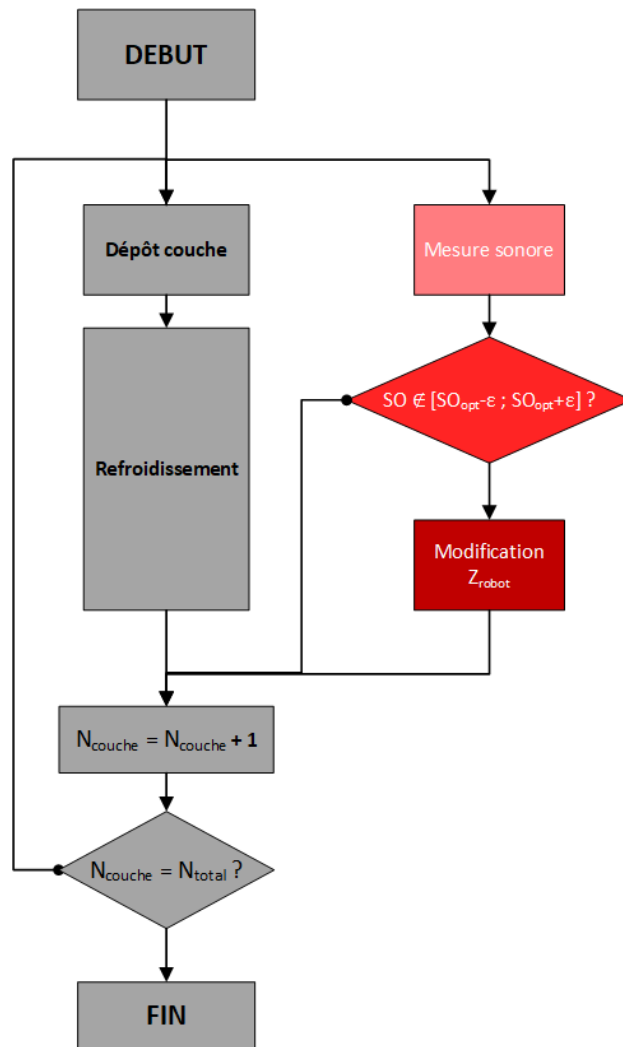 DEBUT
Dépôt couche
Mesure sonore
SO ∉ [SOopt-ε ; SOopt+ε] ?
Refroidissement
Modification
Zrobot
Ncouche = Ncouche + 1
Ncouche = Ntotal ?
FIN